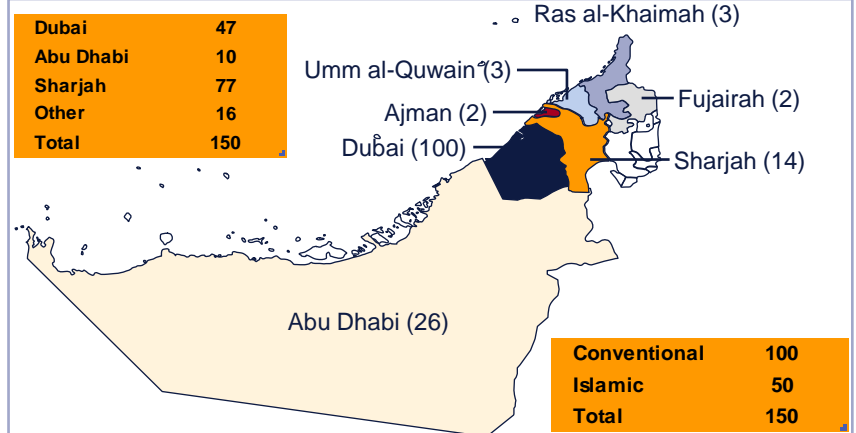 Dubai 47
Abu Dhabi 10
Sharjah 77
Other 16
Total 150
Ras al-Khaimah (3)
Umm al-Quwain (3)
Fujairah (2)
Ajman (2)
Dubai (100)
Sharjah (14)
Abu Dhabi (26)
Conventional 100
Islamic 50
Total 150